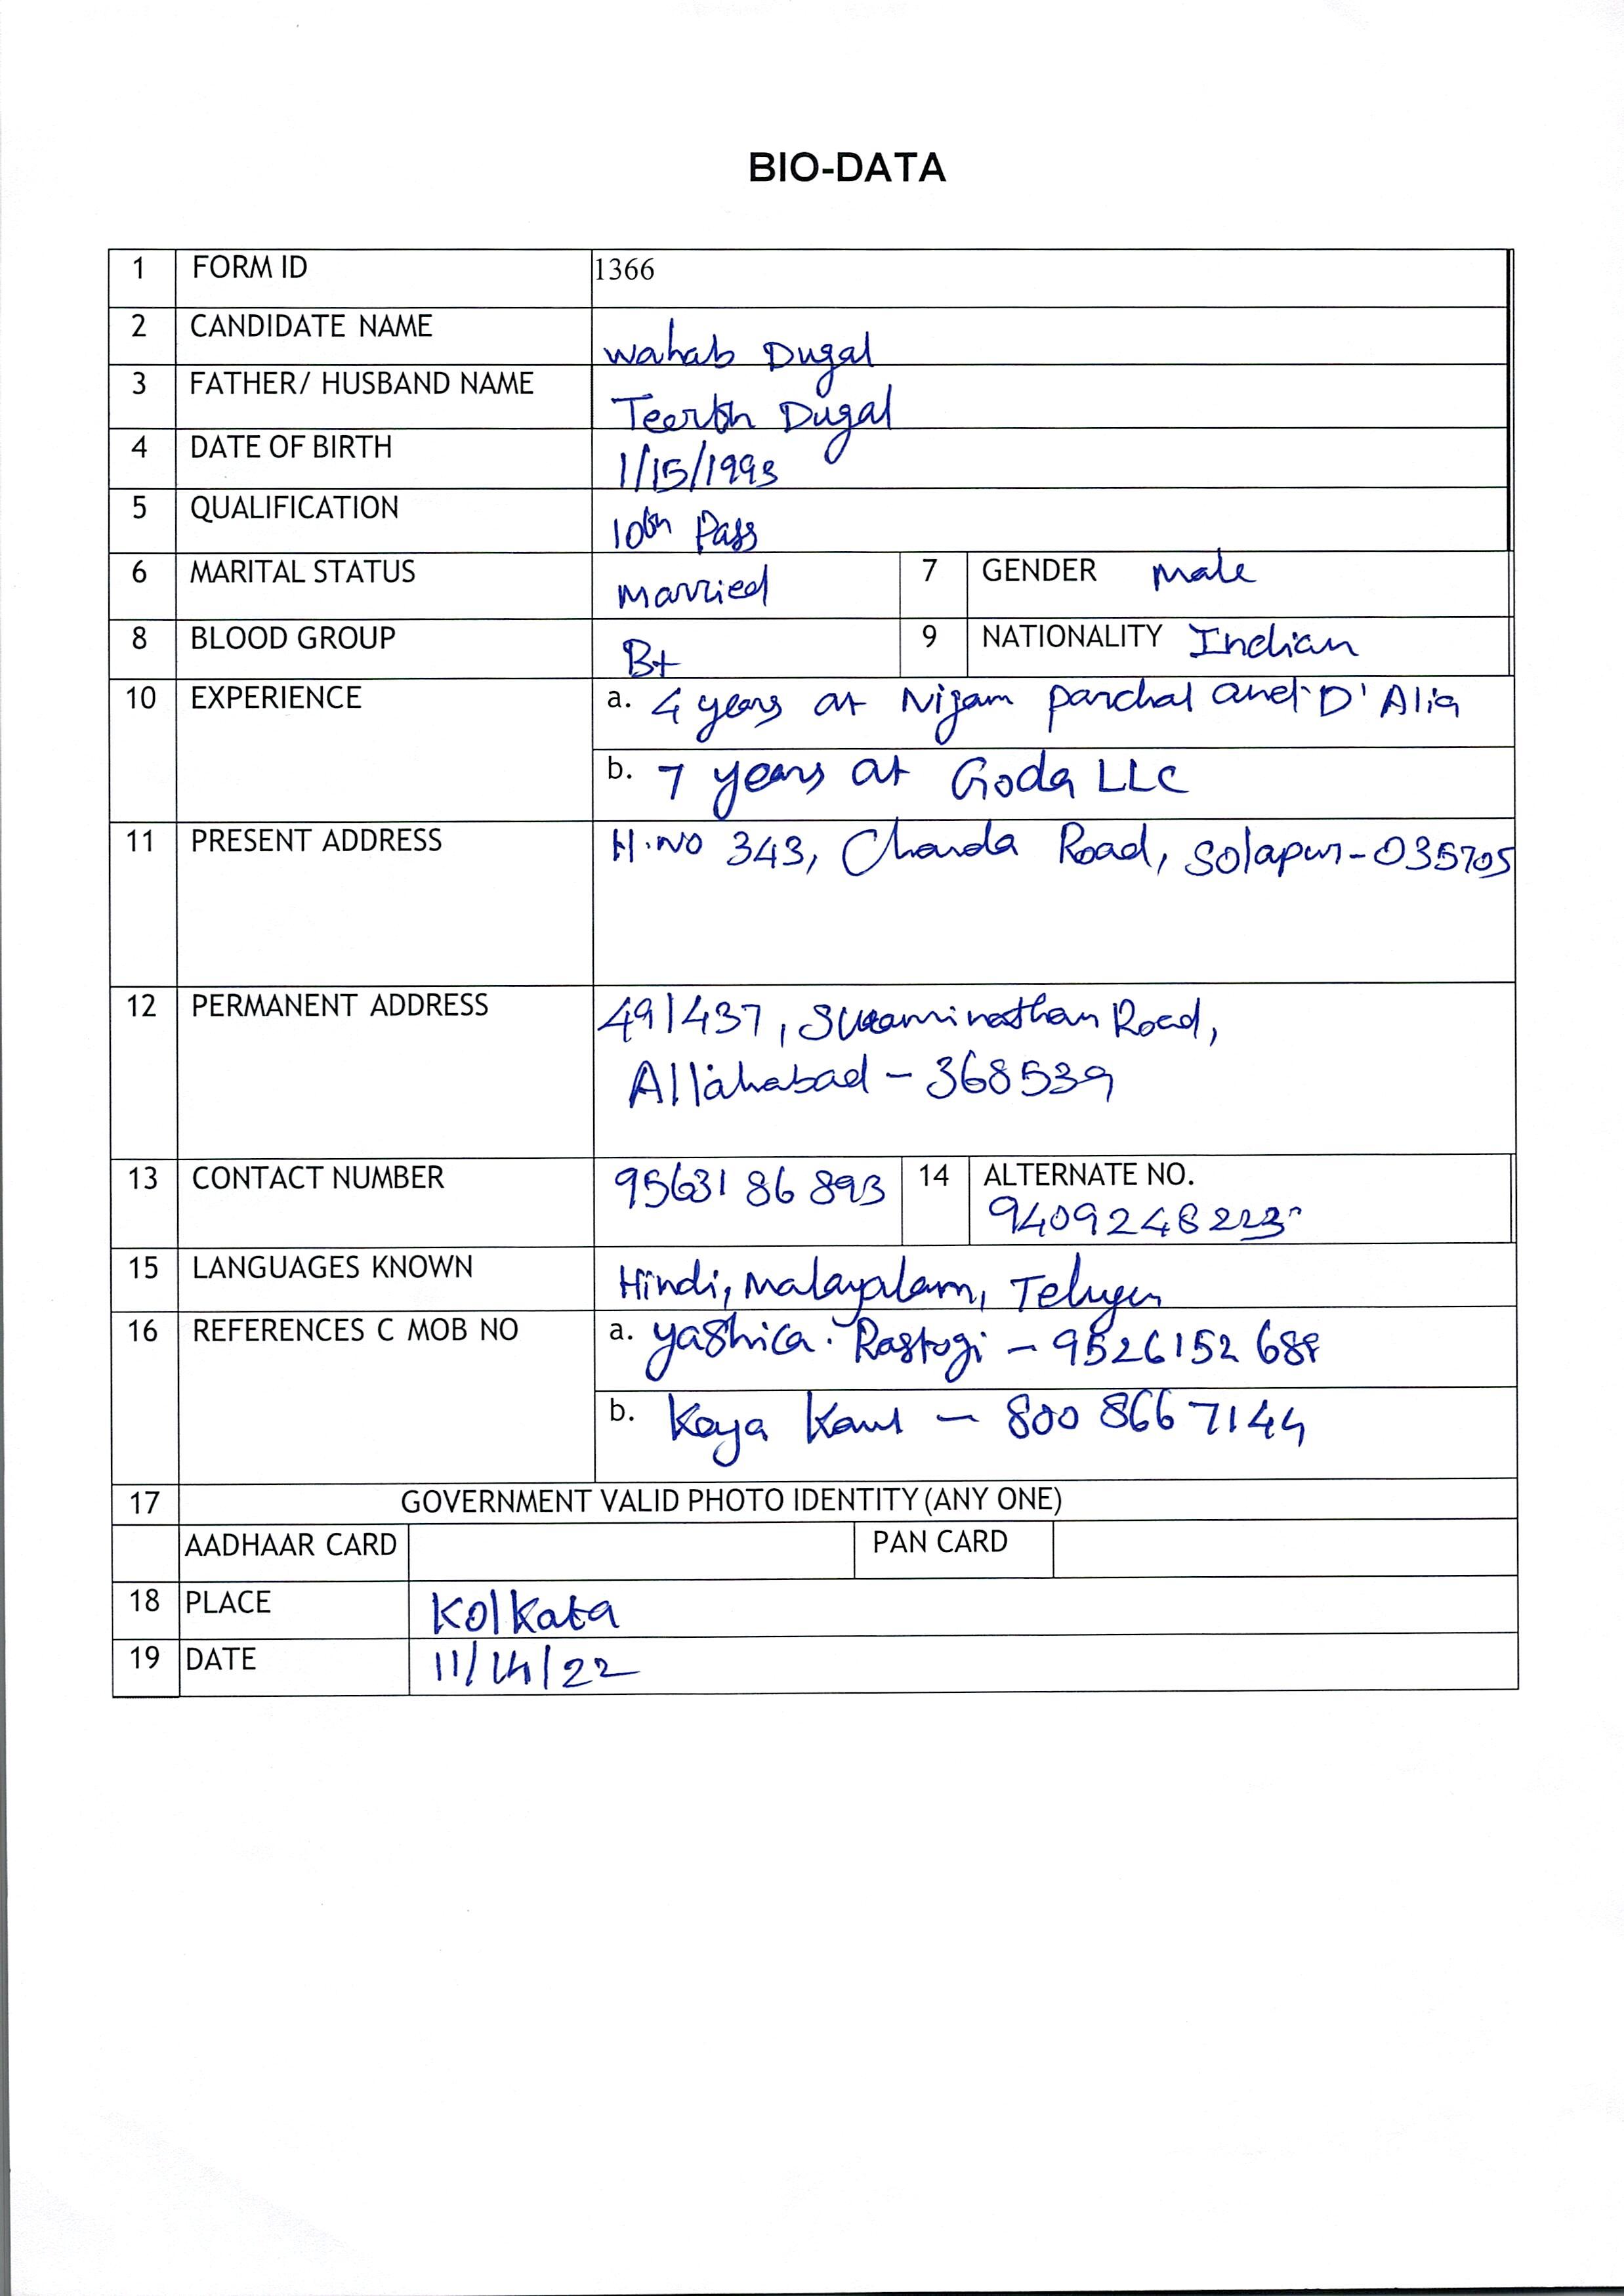 BIO-DATA
1 FORM ID 1366
2 CANDIDATE NAME Wahab Dugal
3 FATHER/ HUSBAND NAME Teerth Dugal
4 DATE OF BIRTH 1/15/1993
5 QUALIFICATION 10th Pass
6 MARITAL STATUS Married 7 GENDER Male
8 BLOOD GROUP B+ 9 NATIONALITY Indian
10 EXPERIENCE a. 4 years at Nijam Panchal and D'Alia
b. 7 years at Goda LLC
11 PRESENT ADDRESS H.NO 343, Chanda Road, Solapur-035705
12 PERMANENT ADDRESS 491437, Swaminathan Road,
Allahabad - 368539
13 CONTACT NUMBER 9563186893 14 ALTERNATE NO.
9409248223
15 LANGUAGES KNOWN Hindi, Malayalam, Telugu
16 REFERENCES C MOB NO a. Yashica Rastogi -
b. Kaya Kaul - 8008667144
17 GOVERNMENT VALID PHOTO IDENTITY (ANY ONE)
AADHAAR CARD PAN CARD
18 PLACE Kolkata
19 DATE 11/14/22